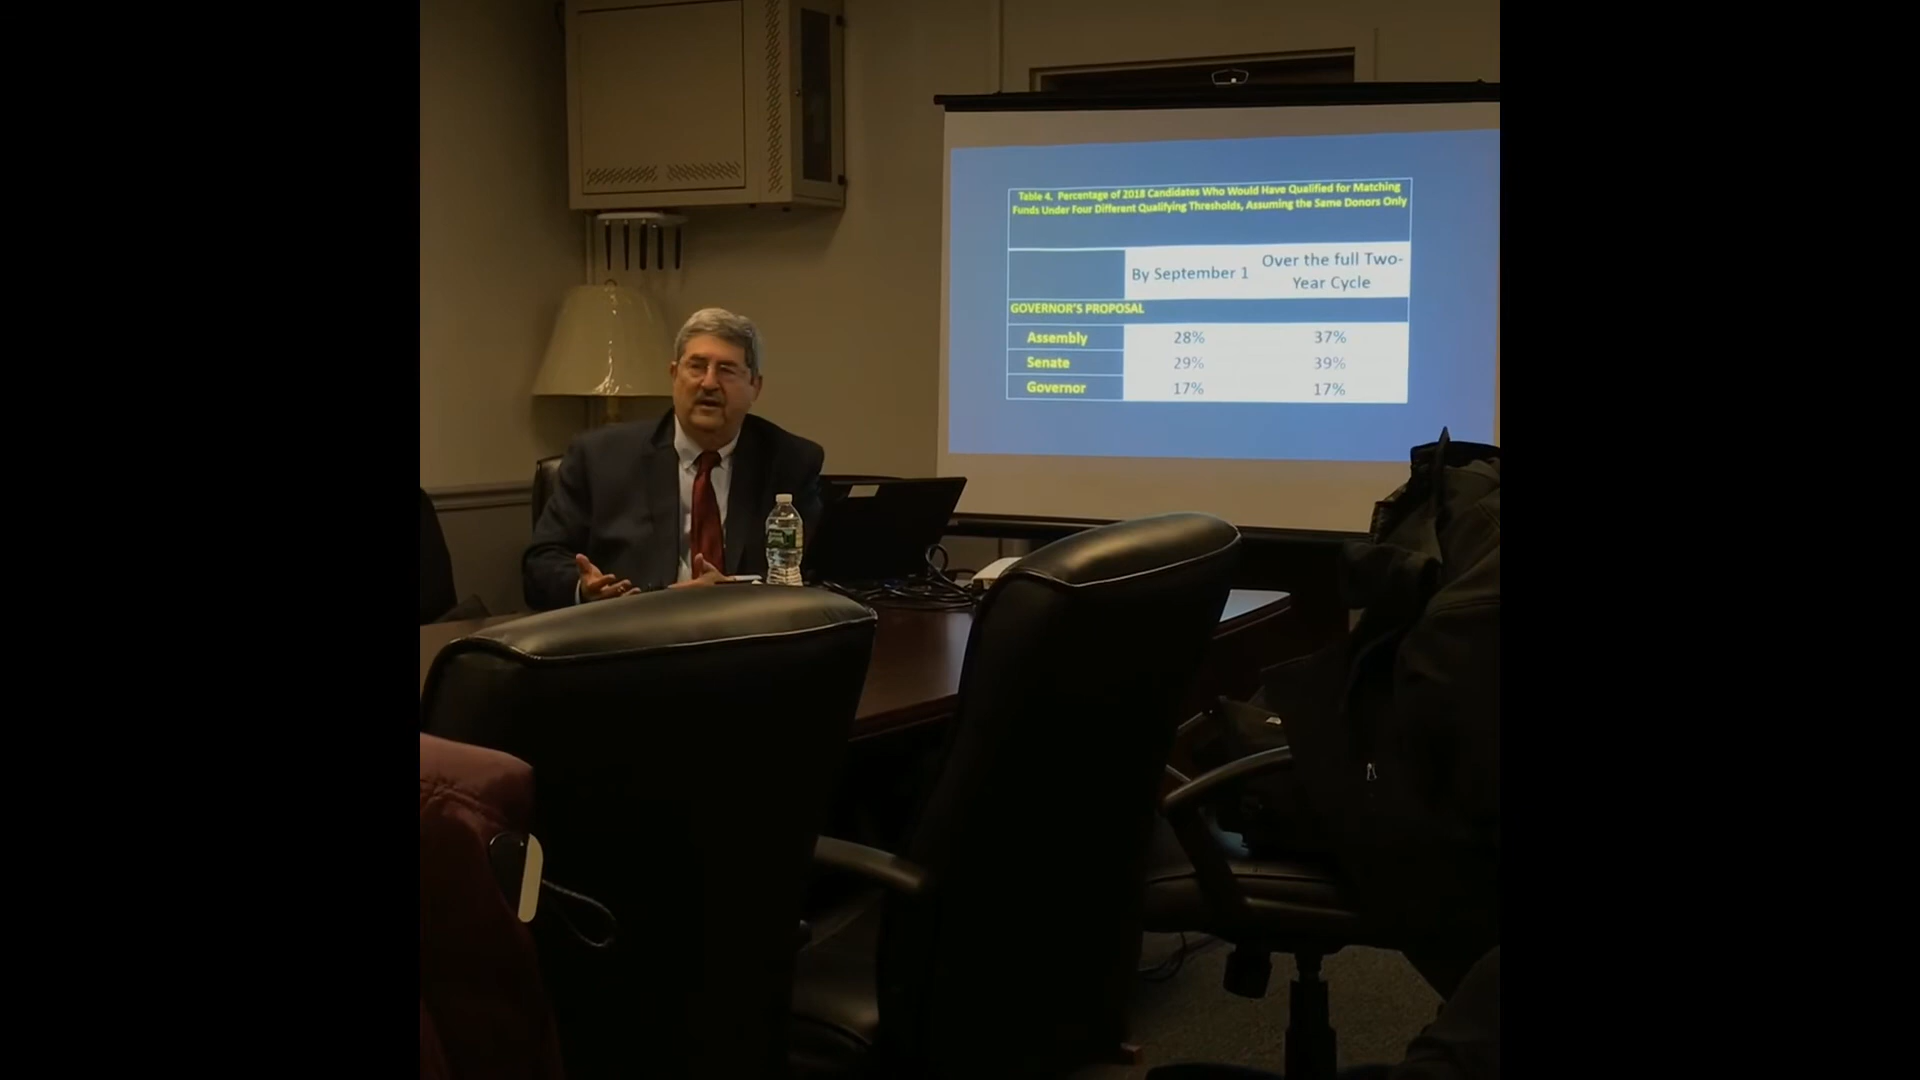 Table 4. Percentage of 2018 Candidates Who Would Have Qualified for Matching
Funds Under Four Different Qualifying Thresholds, Assuming the Same Donors Only
By September 1
Over the full Two-
Year Cycle
GOVERNOR'S PROPOSAL
Assembly 28% 37%
Senate 29% 39%
Governor 17% 17%